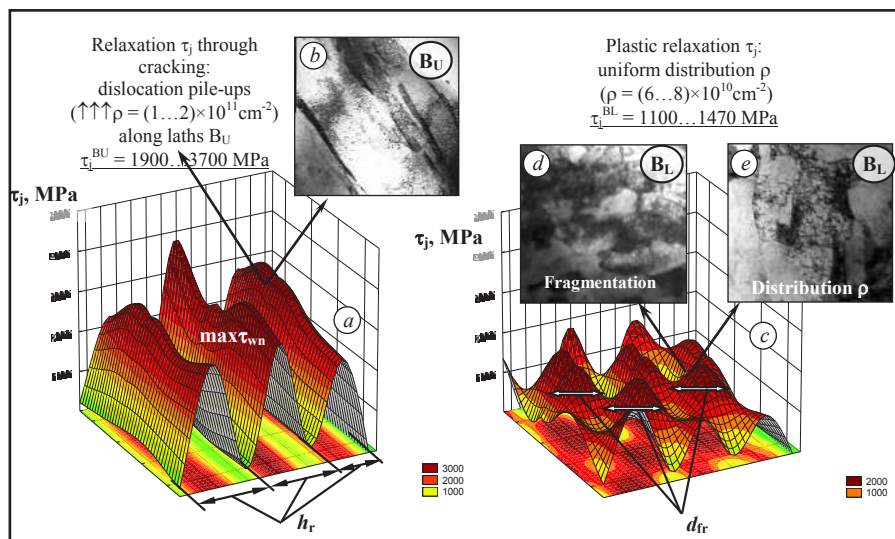 Relaxation τj through
cracking:
dislocation pile-ups
(↑↑↑ρ = (1…2)×10¹¹cm⁻²)
along laths BU
τjᴮᵁ = 1900…3700 MPa
b
BU
Plastic relaxation τj:
uniform distribution ρ
(ρ = (6…8)×10¹⁰cm⁻²)
τjᴮᴸ = 1100…1470 MPa
d
BL
Fragmentation
e
BL
Distribution ρ
τj, MPa
a
maxτwn
3000
2000
1000
hr
τj, MPa
c
2000
1000
dfr